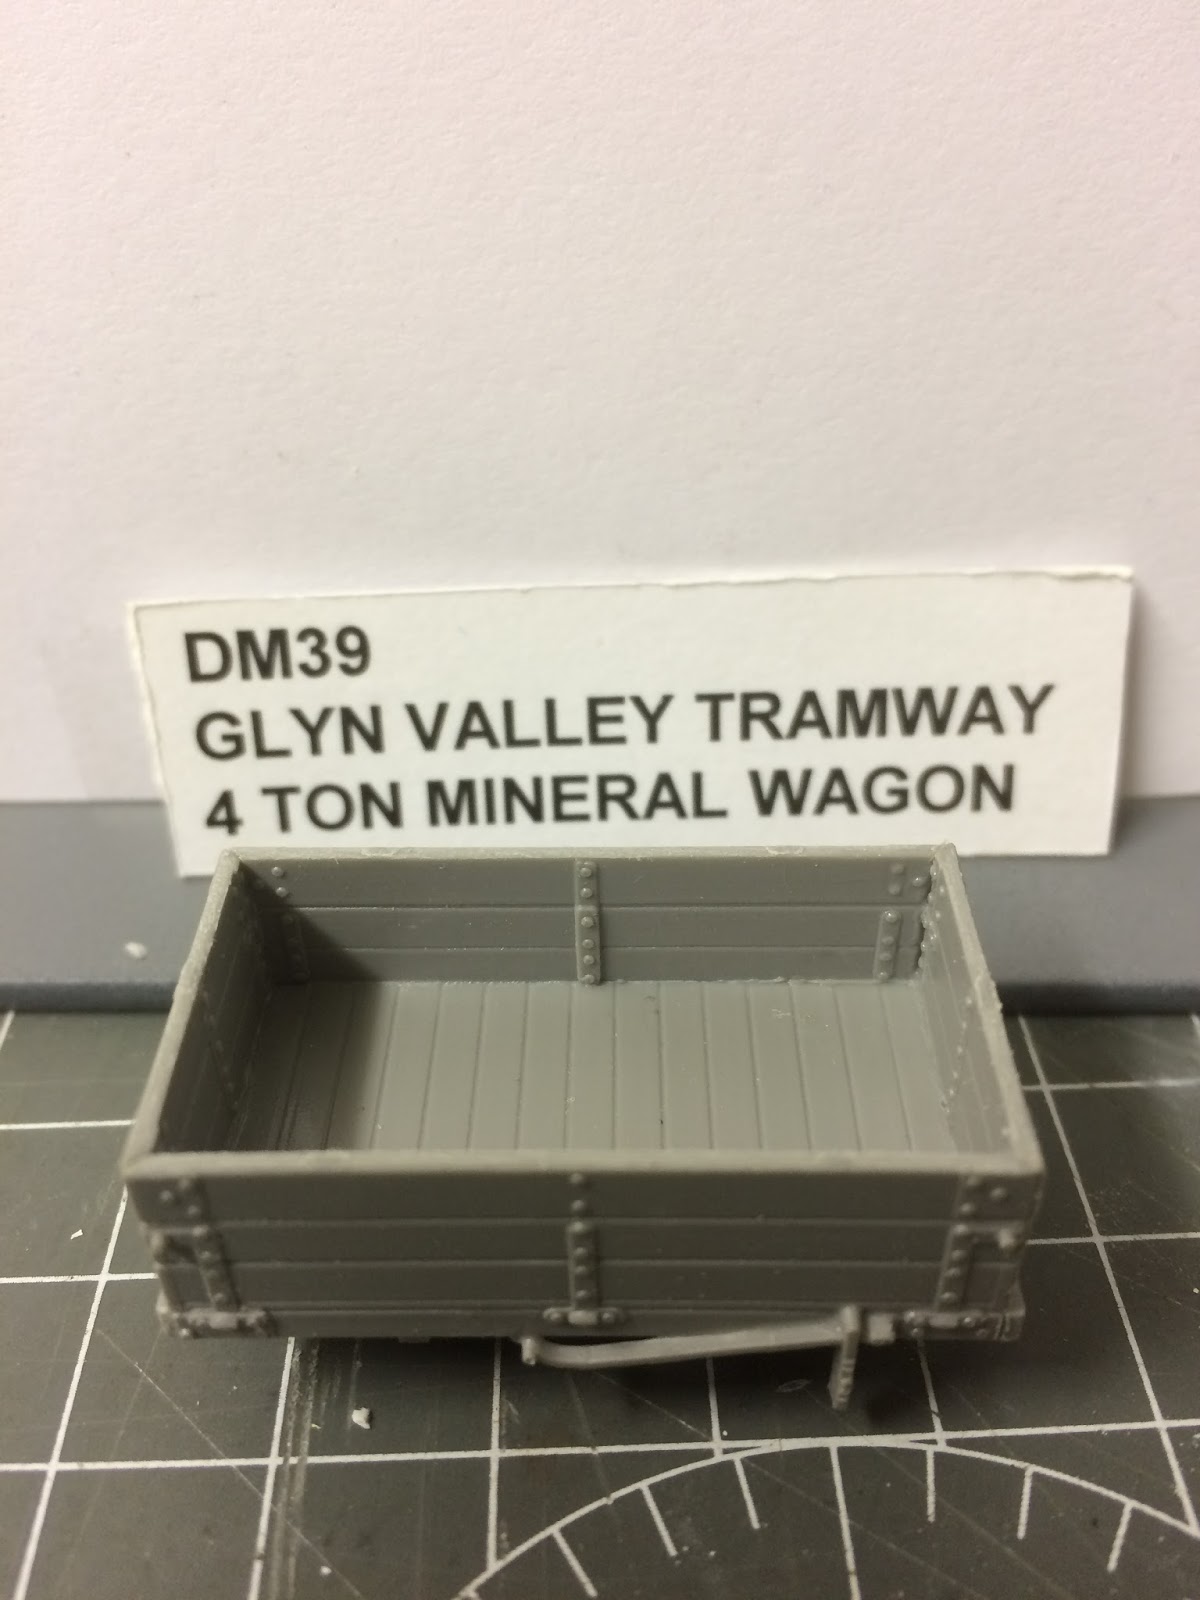 DM39
GLYN VALLEY TRAMWAY
4 TON MINERAL WAGON